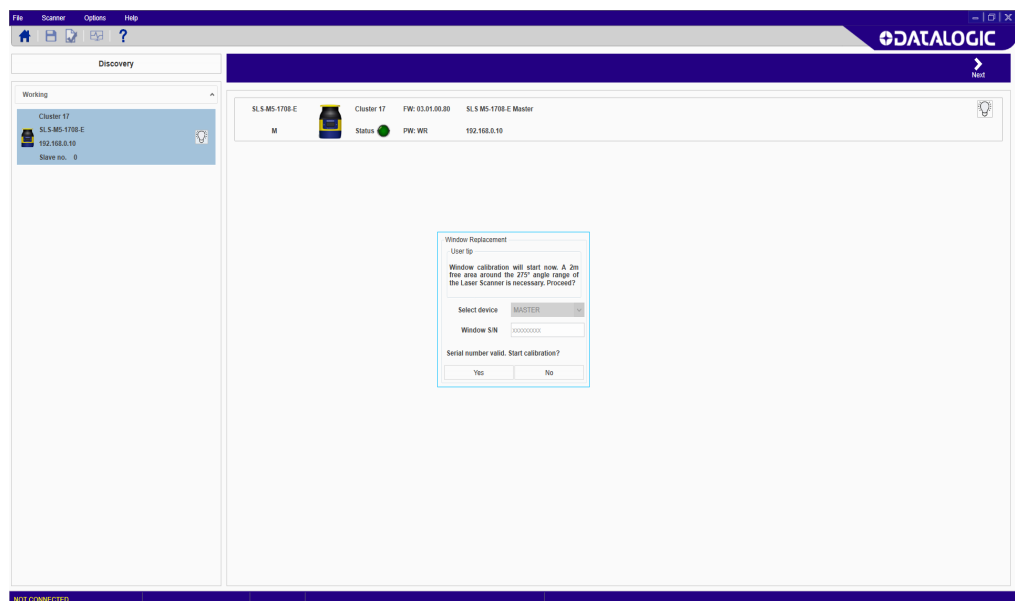 File Scanner Options Help
?
DATALOGIC
Discovery
Next
Working
Cluster 17
SLS-M5-1708-E
192.168.0.10
Slave no. 0
SLS-M5-1708-E Cluster 17 FW: 03.01.00.80 SLS M5-1708-E Master
M Status PW: WR 192.168.0.10
Window Replacement
User tip
Window calibration will start now. A 2m
free area around the 275° angle range of
the Laser Scanner is necessary. Proceed?
Select device MASTER
Window S/N xxxxxxxxx
Serial number valid. Start calibration?
Yes No
NOT CONNECTED